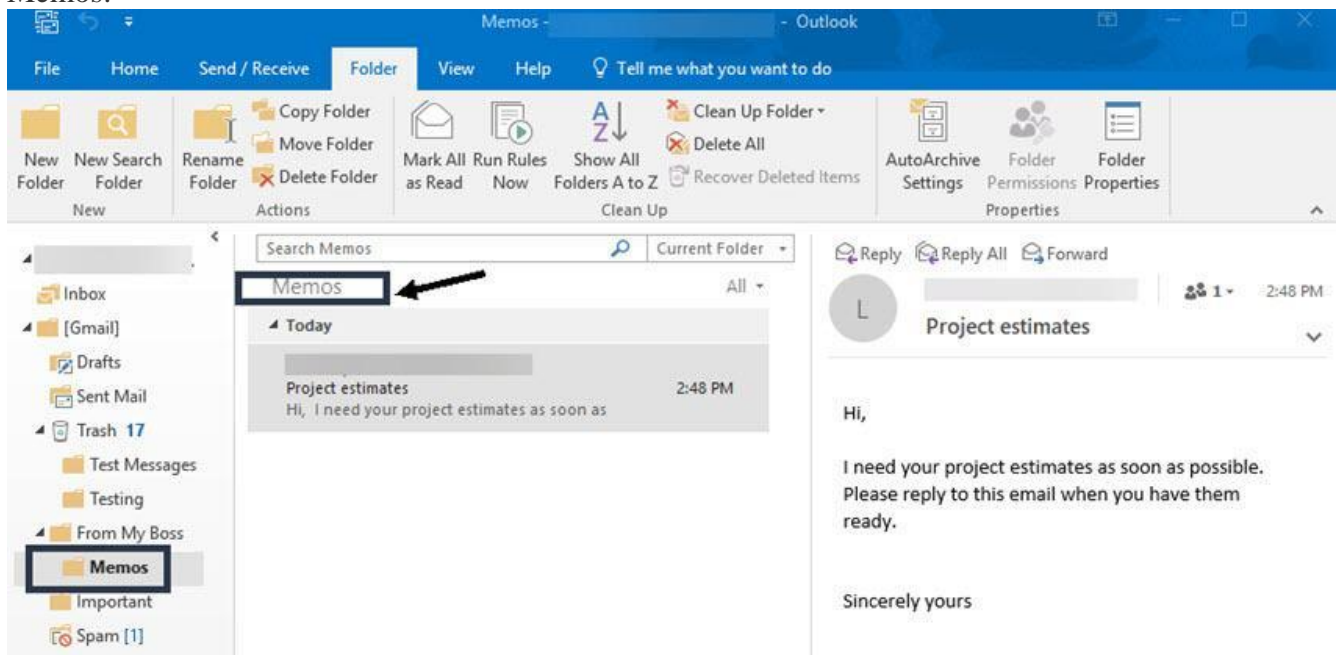 Memos.
Memos - - Outlook
File Home Send / Receive Folder View Help Tell me what you want to do
New Folder
New Search Folder
Rename Folder
Copy Folder
Move Folder
Delete Folder
Mark All as Read
Run Rules Now
Show All Folders A to Z
Clean Up Folder
Delete All
Recover Deleted Items
AutoArchive Settings
Folder Permissions
Folder Properties
New Actions Clean Up Properties
Inbox
[Gmail]
Drafts
Sent Mail
Trash 17
Test Messages
Testing
From My Boss
Memos
Important
Spam [1]
Search Memos Current Folder
Memos All
Today
Project estimates 2:48 PM
Hi, I need your project estimates as soon as
Reply Reply All Forward
L
1 2:48 PM
Project estimates
Hi,
I need your project estimates as soon as possible.
Please reply to this email when you have them
ready.
Sincerely yours